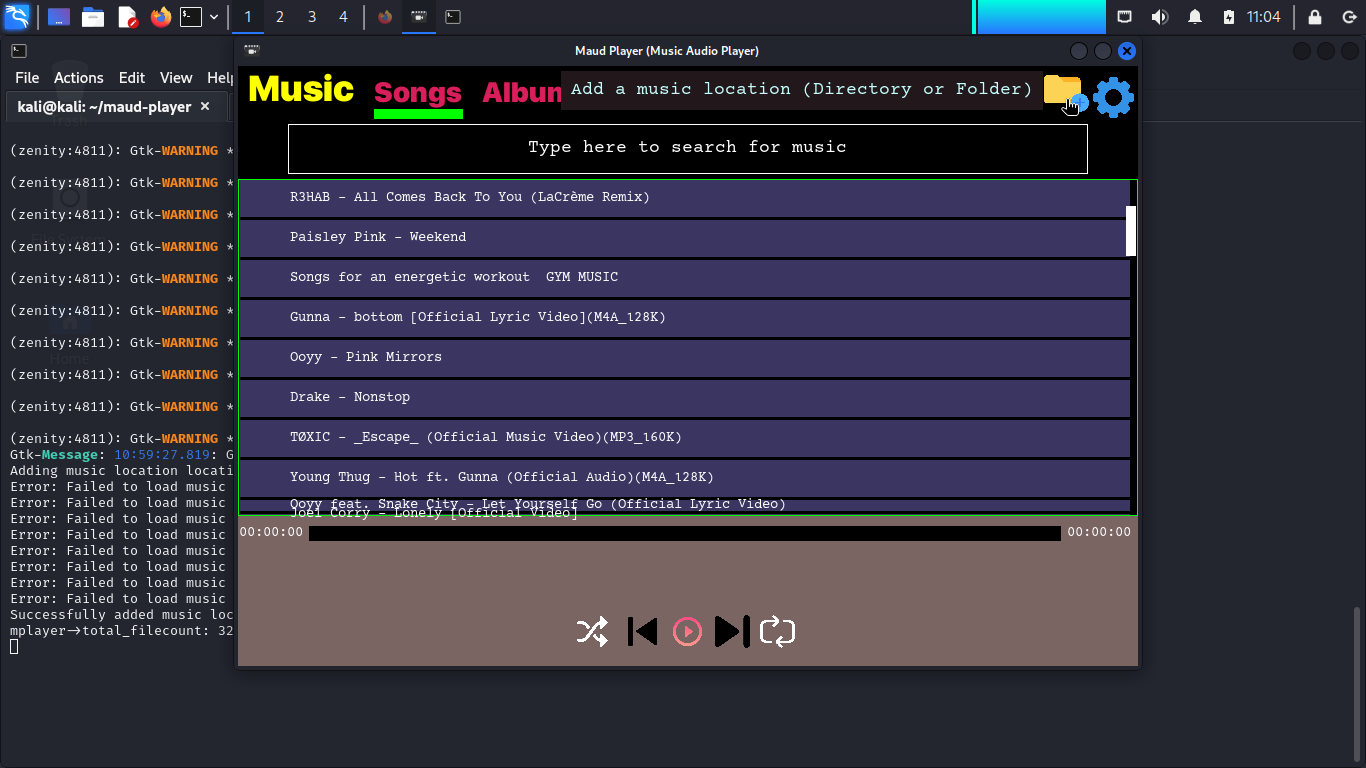 1 2 3 4 11:04
Maud Player (Music Audio Player)
File Actions Edit View Help
kali@kali: ~/maud-player
Trash
Music Songs Album
Add a music location (Directory or Folder)
Type here to search for music
(zenity:4811): Gtk-WARNING *
(zenity:4811): Gtk-WARNING *
(zenity:4811): Gtk-WARNING *
(zenity:4811): Gtk-WARNING *
(zenity:4811): Gtk-WARNING *
(zenity:4811): Gtk-WARNING *
(zenity:4811): Gtk-WARNING *
Home
(zenity:4811): Gtk-WARNING *
(zenity:4811): Gtk-WARNING *
(zenity:4811): Gtk-WARNING *
Gtk-Message: 10:59:27.819: G
Adding music location locati
Error: Failed to load music
Error: Failed to load music
Error: Failed to load music
Error: Failed to load music
Error: Failed to load music
Error: Failed to load music
Error: Failed to load music
Error: Failed to load music
Successfully added music loc
mplayer→total_filecount: 32
R3HAB - All Comes Back To You (LaCrème Remix)
Paisley Pink - Weekend
Songs for an energetic workout  GYM MUSIC
Gunna - bottom [Official Lyric Video](M4A_128K)
Ooyy - Pink Mirrors
Drake - Nonstop
TØXIC - _Escape_ (Official Music Video)(MP3_160K)
Young Thug - Hot ft. Gunna (Official Audio)(M4A_128K)
Ooyy feat. Snake City - Let Yourself Go (Official Lyric Video)
Joel Corry - Lonely [Official Video]
00:00:00 00:00:00